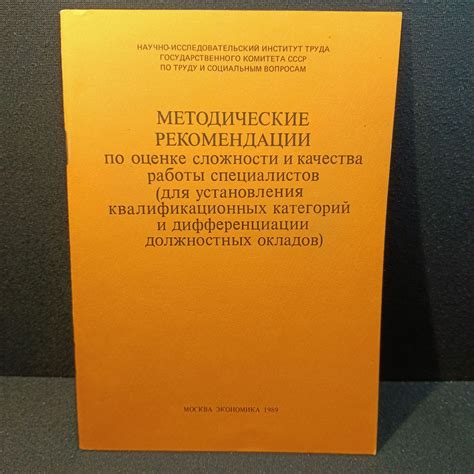 НАУЧНО-ИССЛЕДОВАТЕЛЬСКИЙ ИНСТИТУТ ТРУДА
ГОСУДАРСТВЕННОГО КОМИТЕТА СССР
ПО ТРУДУ И СОЦИАЛЬНЫМ ВОПРОСАМ
МЕТОДИЧЕСКИЕ
РЕКОМЕНДАЦИИ
по оценке сложности и качества
работы специалистов
(для установления
квалификационных категорий
и дифференциации
должностных окладов)
МОСКВА ЭКОНОМИКА 1989